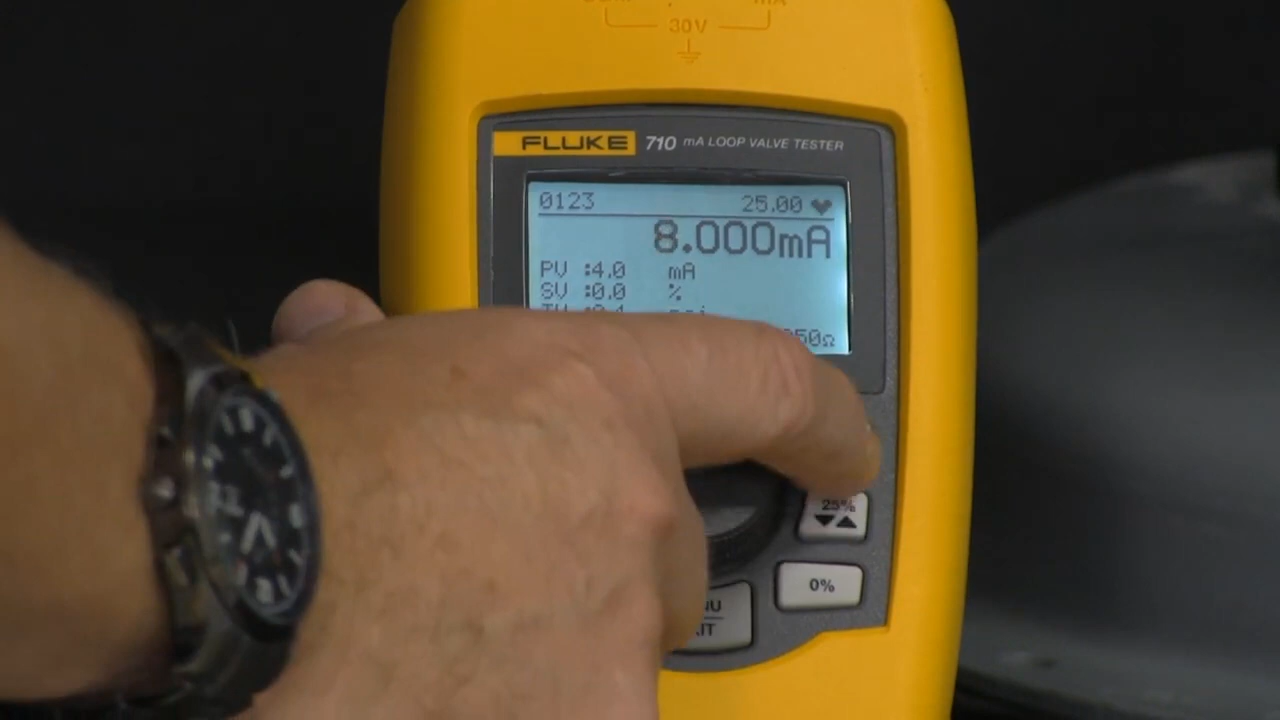 30V
FLUKE 710 mA LOOP VALVE TESTER
0123 25.00
8.000mA
PV :4.0 mA
SV :0.0 %
50Ω
25%
0%